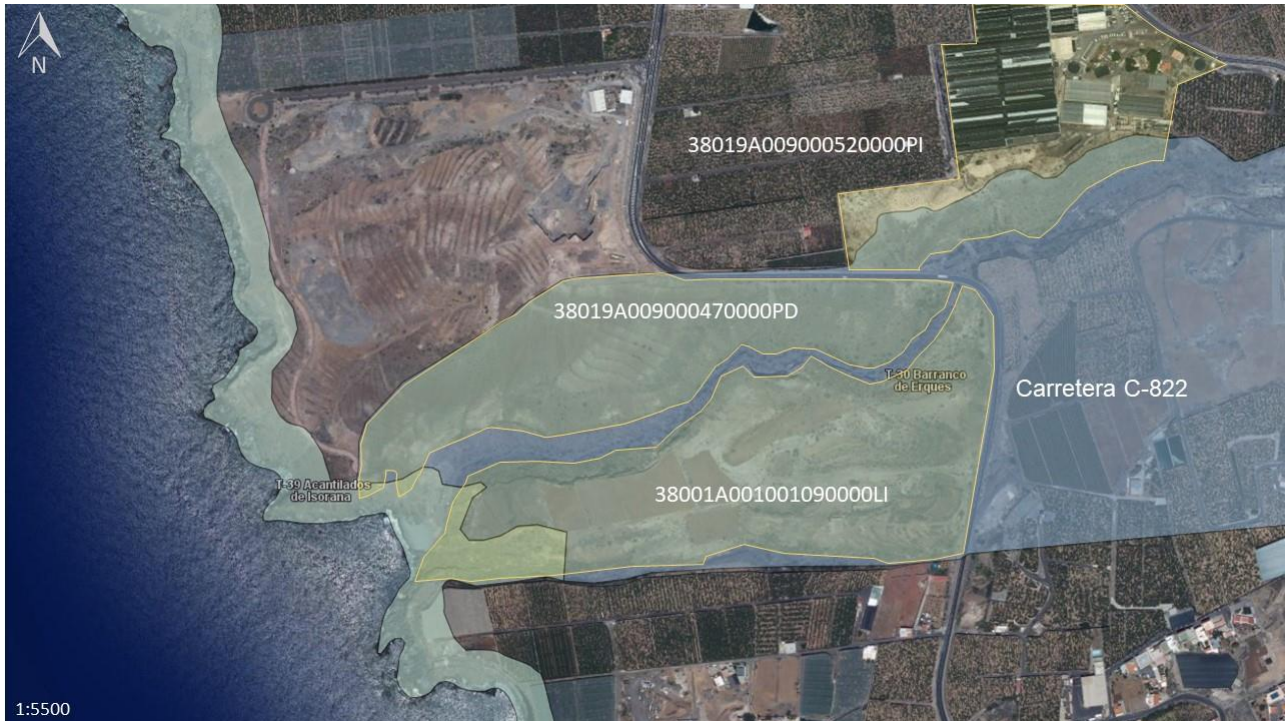 N
38019A009000520000PI
38019A009000470000PD
T-30 Barranco
de Erques
Carretera C-822
T-39 Acantilados
de Isorana
38001A001001090000LI
1:5500